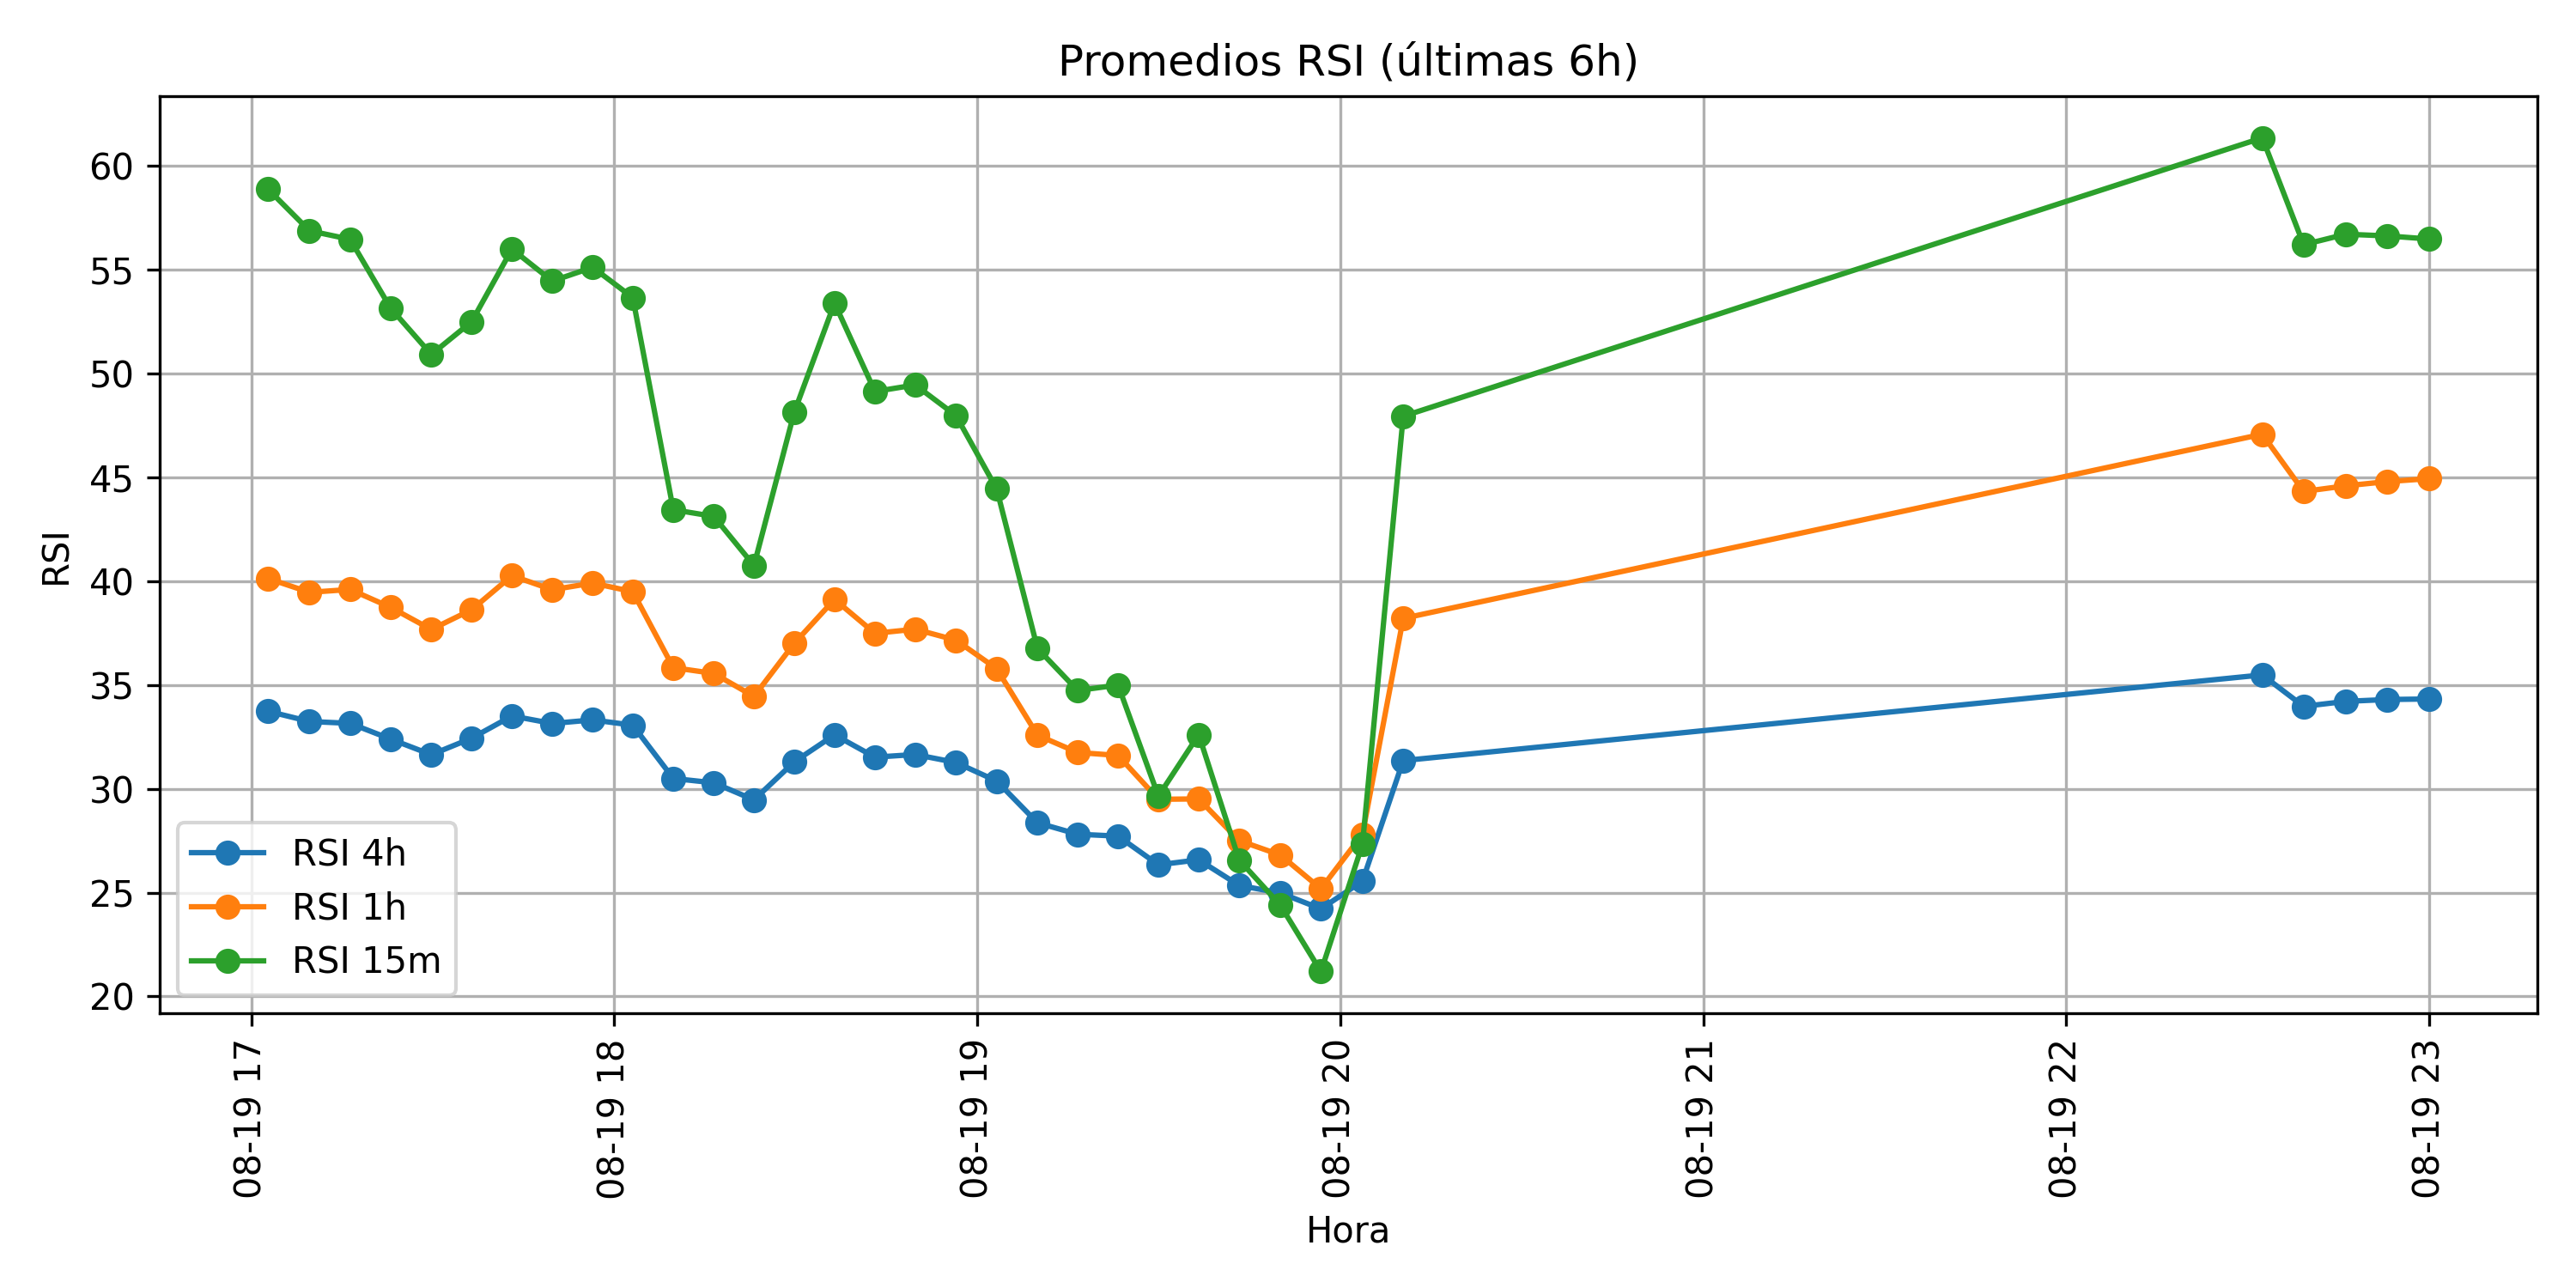 Promedios RSI (últimas 6h)
RSI
60
55
50
45
40
35
30
25
20
RSI 4h
RSI 1h
RSI 15m
08-19 17
08-19 18
08-19 19
08-19 20
08-19 21
08-19 22
08-19 23
Hora